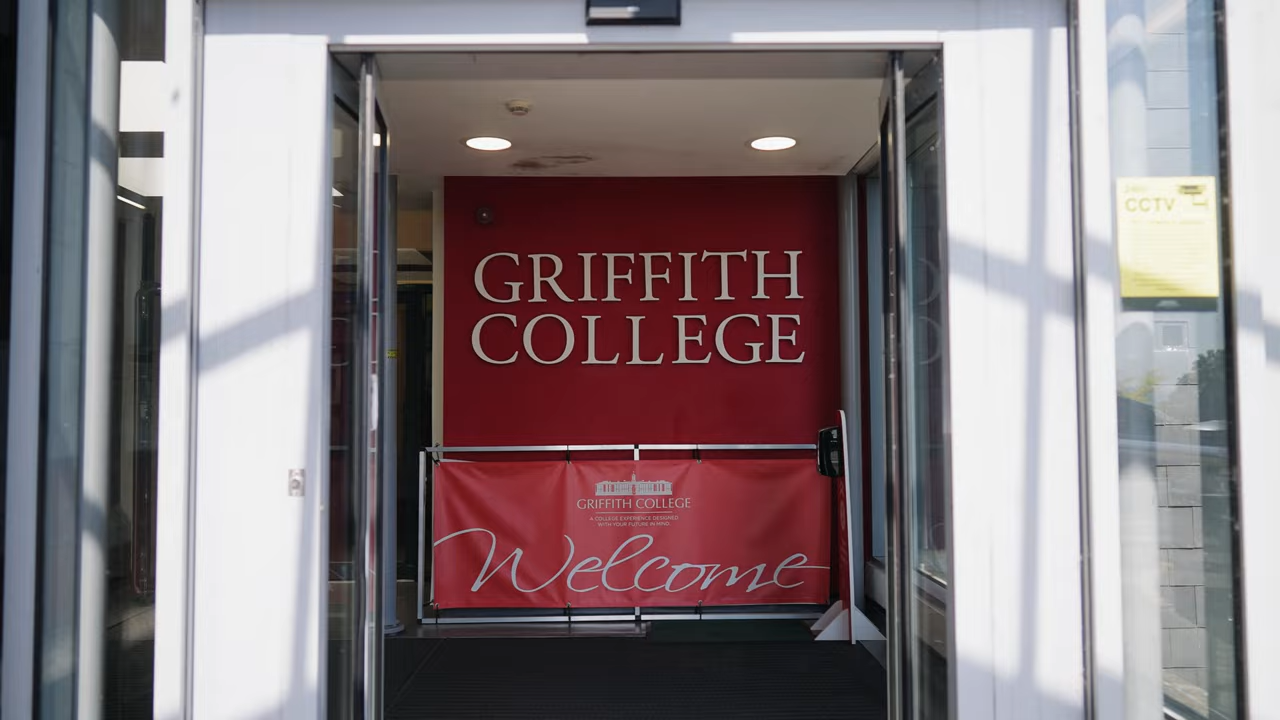 GRIFFITH
COLLEGE
CCTV
GRIFFITH COLLEGE
A COLLEGE EXPERIENCE DESIGNED
WITH YOUR FUTURE IN MIND.
Welcome